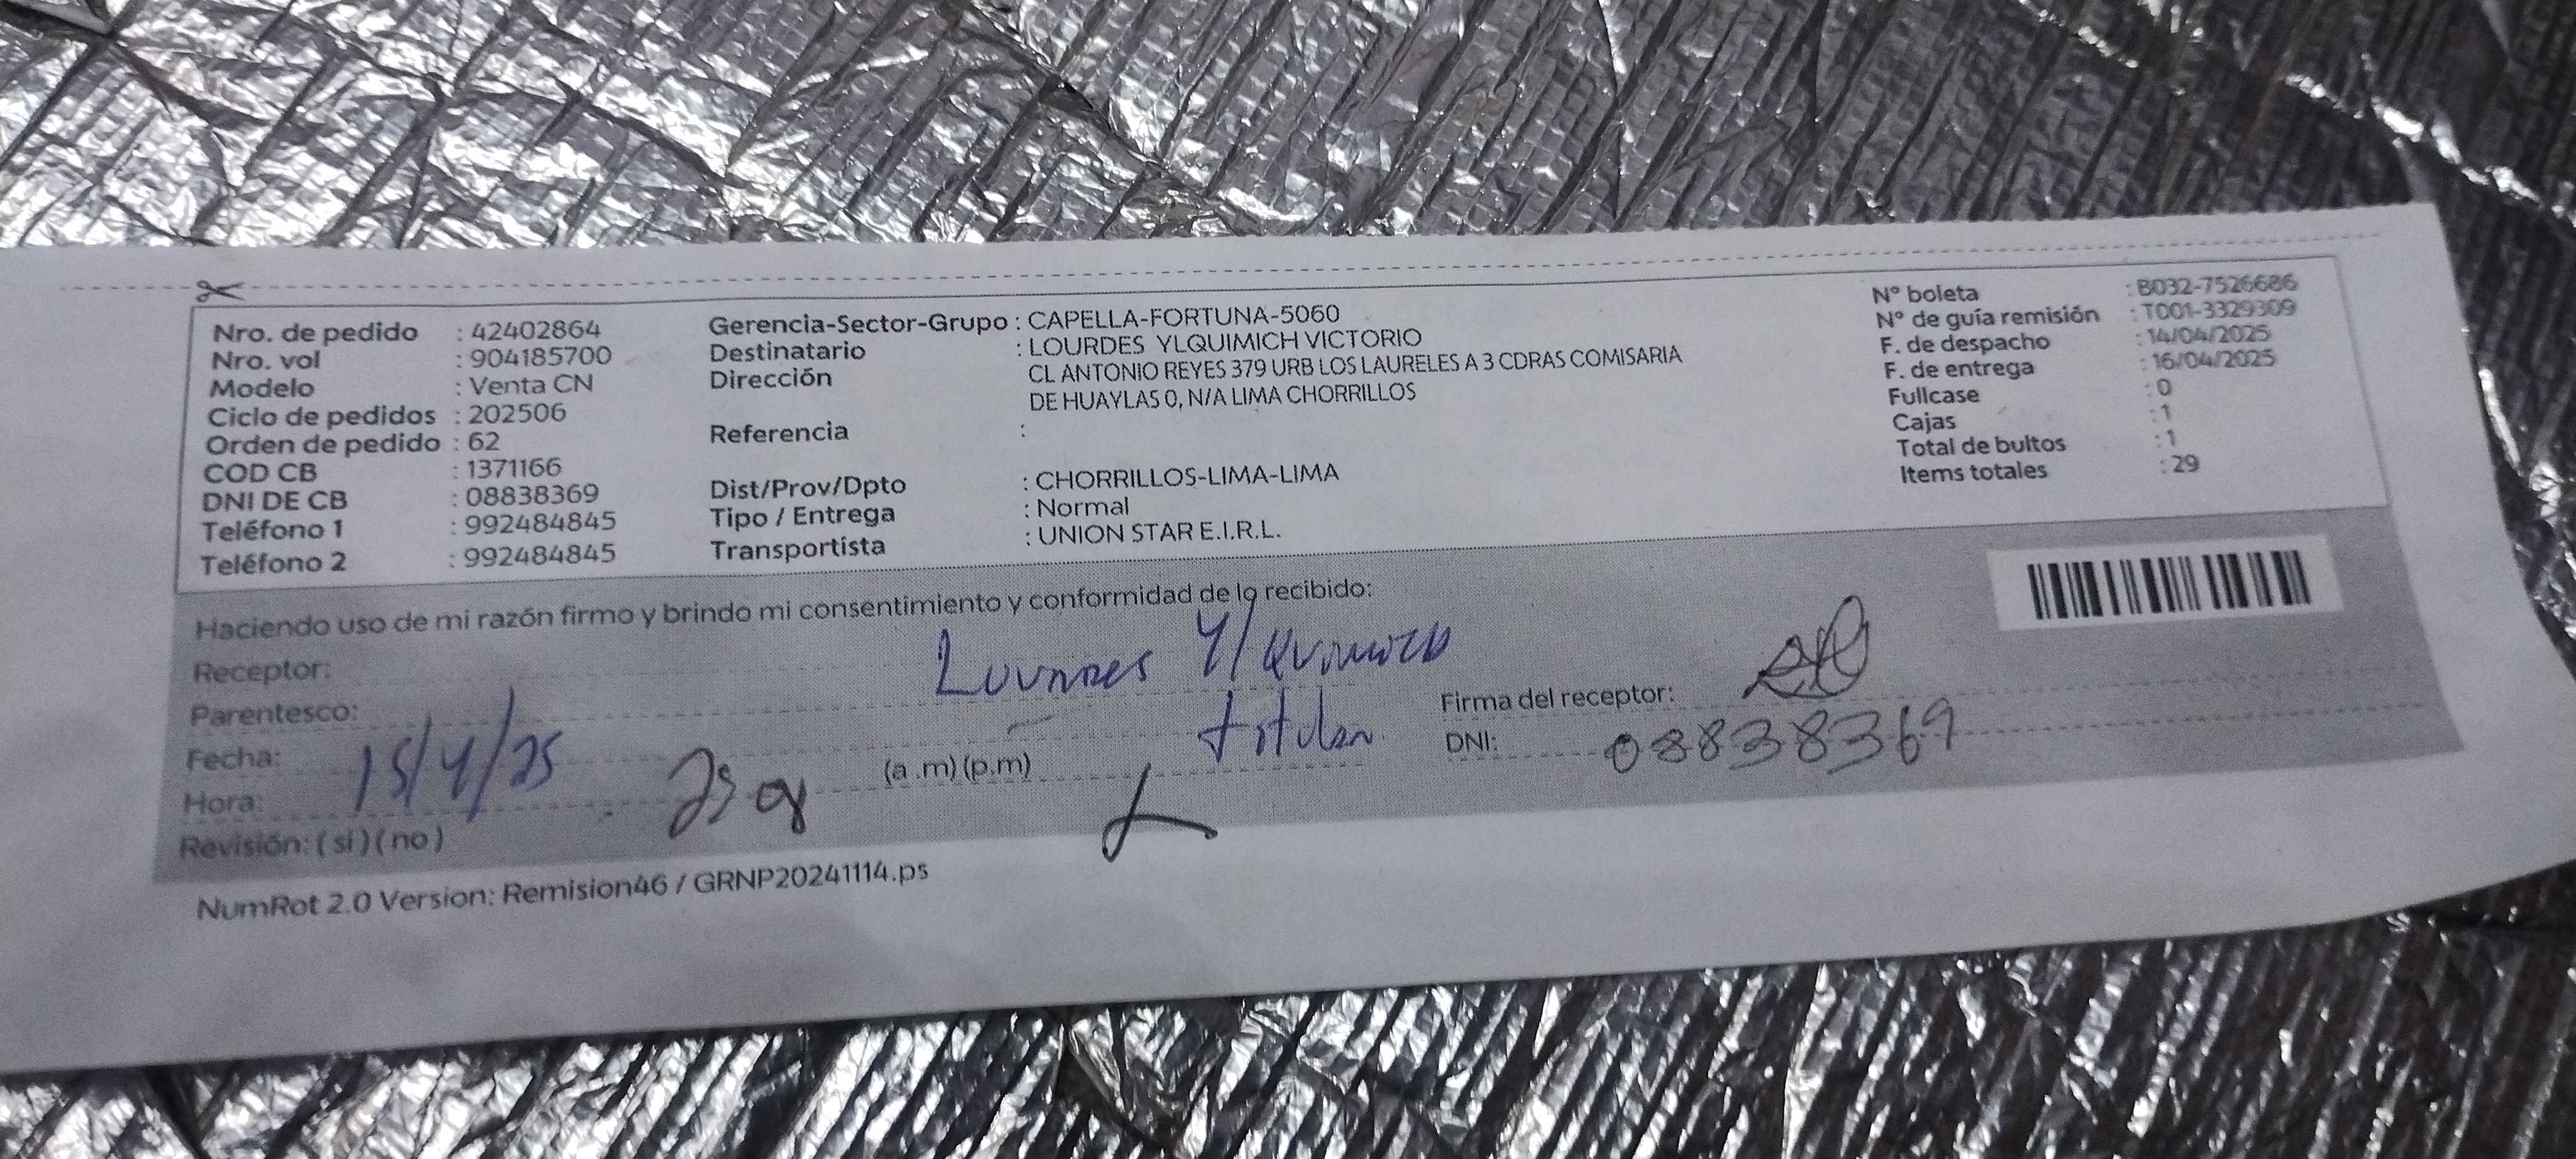 Nro. de pedido : 42402864
Nro. vol : 904185700
Modelo : Venta CN
Ciclo de pedidos : 202506
Orden de pedido : 62
COD CB : 1371166
DNI DE CB : 08838369
Teléfono 1 : 992484845
Teléfono 2 : 992484845
Gerencia-Sector-Grupo : CAPELLA-FORTUNA-5060
Destinatario : LOURDES YLQUIMICH VICTORIO
Dirección CL ANTONIO REYES 379 URB LOS LAURELES A 3 CDRAS COMISARIA
DE HUAYLAS 0, N/A LIMA CHORRILLOS
Referencia :
Dist/Prov/Dpto : CHORRILLOS-LIMA-LIMA
Tipo / Entrega : Normal
Transportista : UNION STAR E.I.R.L.
N° boleta : B032-7526686
N° de guía remisión : T001-3329309
F. de despacho : 14/04/2025
F. de entrega : 16/04/2025
Fullcase : 0
Cajas : 1
Total de bultos : 1
Items totales : 29
Haciendo uso de mi razón firmo y brindo mi consentimiento y conformidad de lo recibido:
Receptor: Lourdes Ylquimich
Parentesco: titular
Firma del receptor:
Fecha: 15/4/25
DNI: 08838369
Hora: (a .m) (p.m)
Revisión: ( si ) ( no )
NumRot 2.0 Version: Remision46 / GRNP20241114.ps